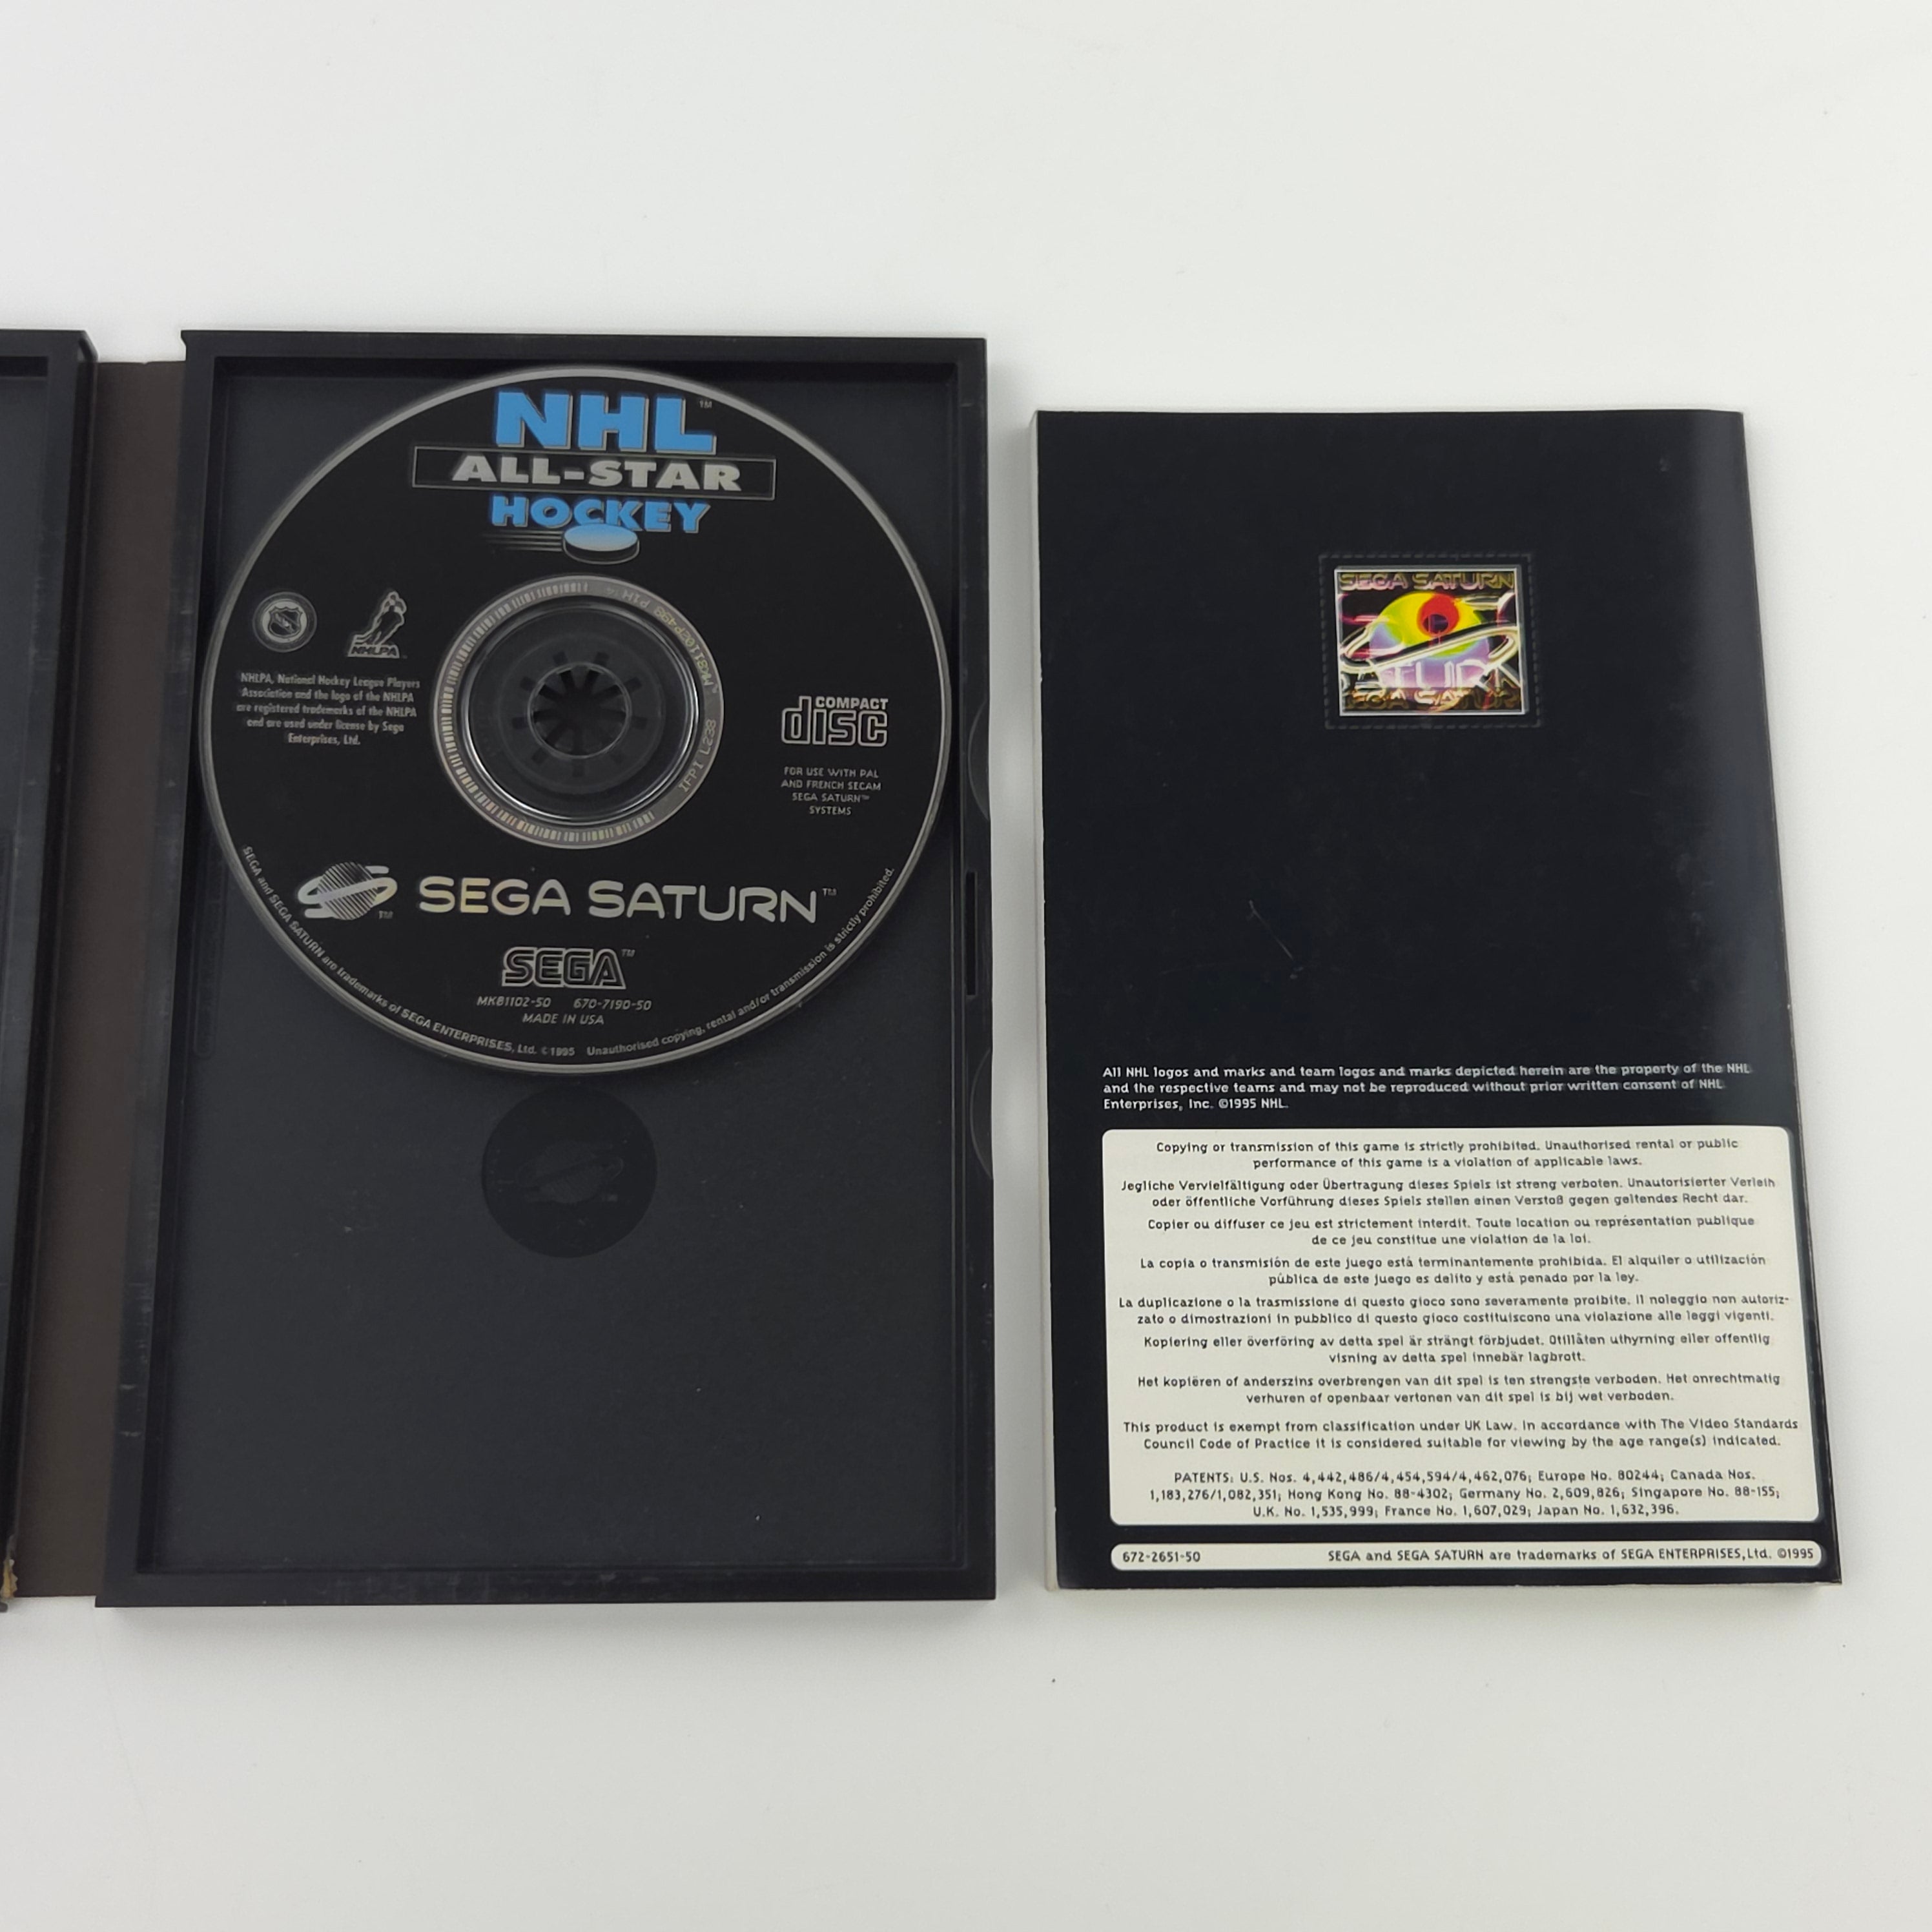 NHL™
ALL-STAR
HOCKEY
NHLPA
NHLPA, National Hockey League Players
Association and the logo of the NHLPA
are registered trademarks of the NHLPA
and are used under license by Sega
Enterprises, Ltd.
IFPI L238
COMPACT
disc
FOR USE WITH PAL
AND FRENCH SECAM
SEGA SATURN™
SYSTEMS
SEGA SATURN™
SEGA™
MK81102-50 670-7190-50
MADE IN USA
SEGA and SEGA SATURN are trademarks of SEGA ENTERPRISES, Ltd. ©1995 Unauthorised copying, rental and/or transmission is strictly prohibited.
SEGA SATURN
All NHL logos and marks and team logos and marks depicted herein are the property of the NHL
and the respective teams and may not be reproduced without prior written consent of NHL
Enterprises, Inc. ©1995 NHL.
Copying or transmission of this game is strictly prohibited. Unauthorised rental or public
performance of this game is a violation of applicable laws.
Jegliche Vervielfältigung oder Übertragung dieses Spiels ist streng verboten. Unautorisierter Verleih
oder öffentliche Vorführung dieses Spiels stellen einen Verstoß gegen geltendes Recht dar.
Copier ou diffuser ce jeu est strictement interdit. Toute location ou représentation publique
de ce jeu constitue une violation de la loi.
La copia o transmisión de este juego está terminantemente prohibida. El alquiler o utilización
pública de este juego es delito y está penado por la ley.
La duplicazione o la trasmissione di questo gioco sono severamente proibite. Il noleggio non autoriz-
zato o dimostrazioni in pubblico di questo gioco costituiscono una violazione alle leggi vigenti.
Kopiering eller överföring av detta spel är strängt förbjudet. Otillåten uthyrning eller offentlig
visning av detta spel innebär lagbrott.
Het kopiëren of anderszins overbrengen van dit spel is ten strengste verboden. Het onrechtmatig
verhuren of openbaar vertonen van dit spel is bij wet verboden.
This product is exempt from classification under UK Law. In accordance with The Video Standards
Council Code of Practice it is considered suitable for viewing by the age range(s) indicated.
PATENTS: U.S. Nos. 4,442,486/4,454,594/4,462,076; Europe No. 80244; Canada Nos.
1,183,276/1,082,351; Hong Kong No. 88-4302; Germany No. 2,609,826; Singapore No. 88-155;
U.K. No. 1,535,999; France No. 1,607,029; Japan No. 1,632,396.
672-2651-50 SEGA and SEGA SATURN are trademarks of SEGA ENTERPRISES, Ltd. ©1995